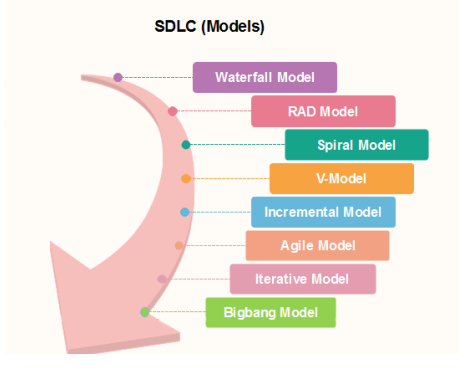 SDLC (Models)
Waterfall Model
RAD Model
Spiral Model
V-Model
Incremental Model
Agile Model
Iterative Model
Bigbang Model